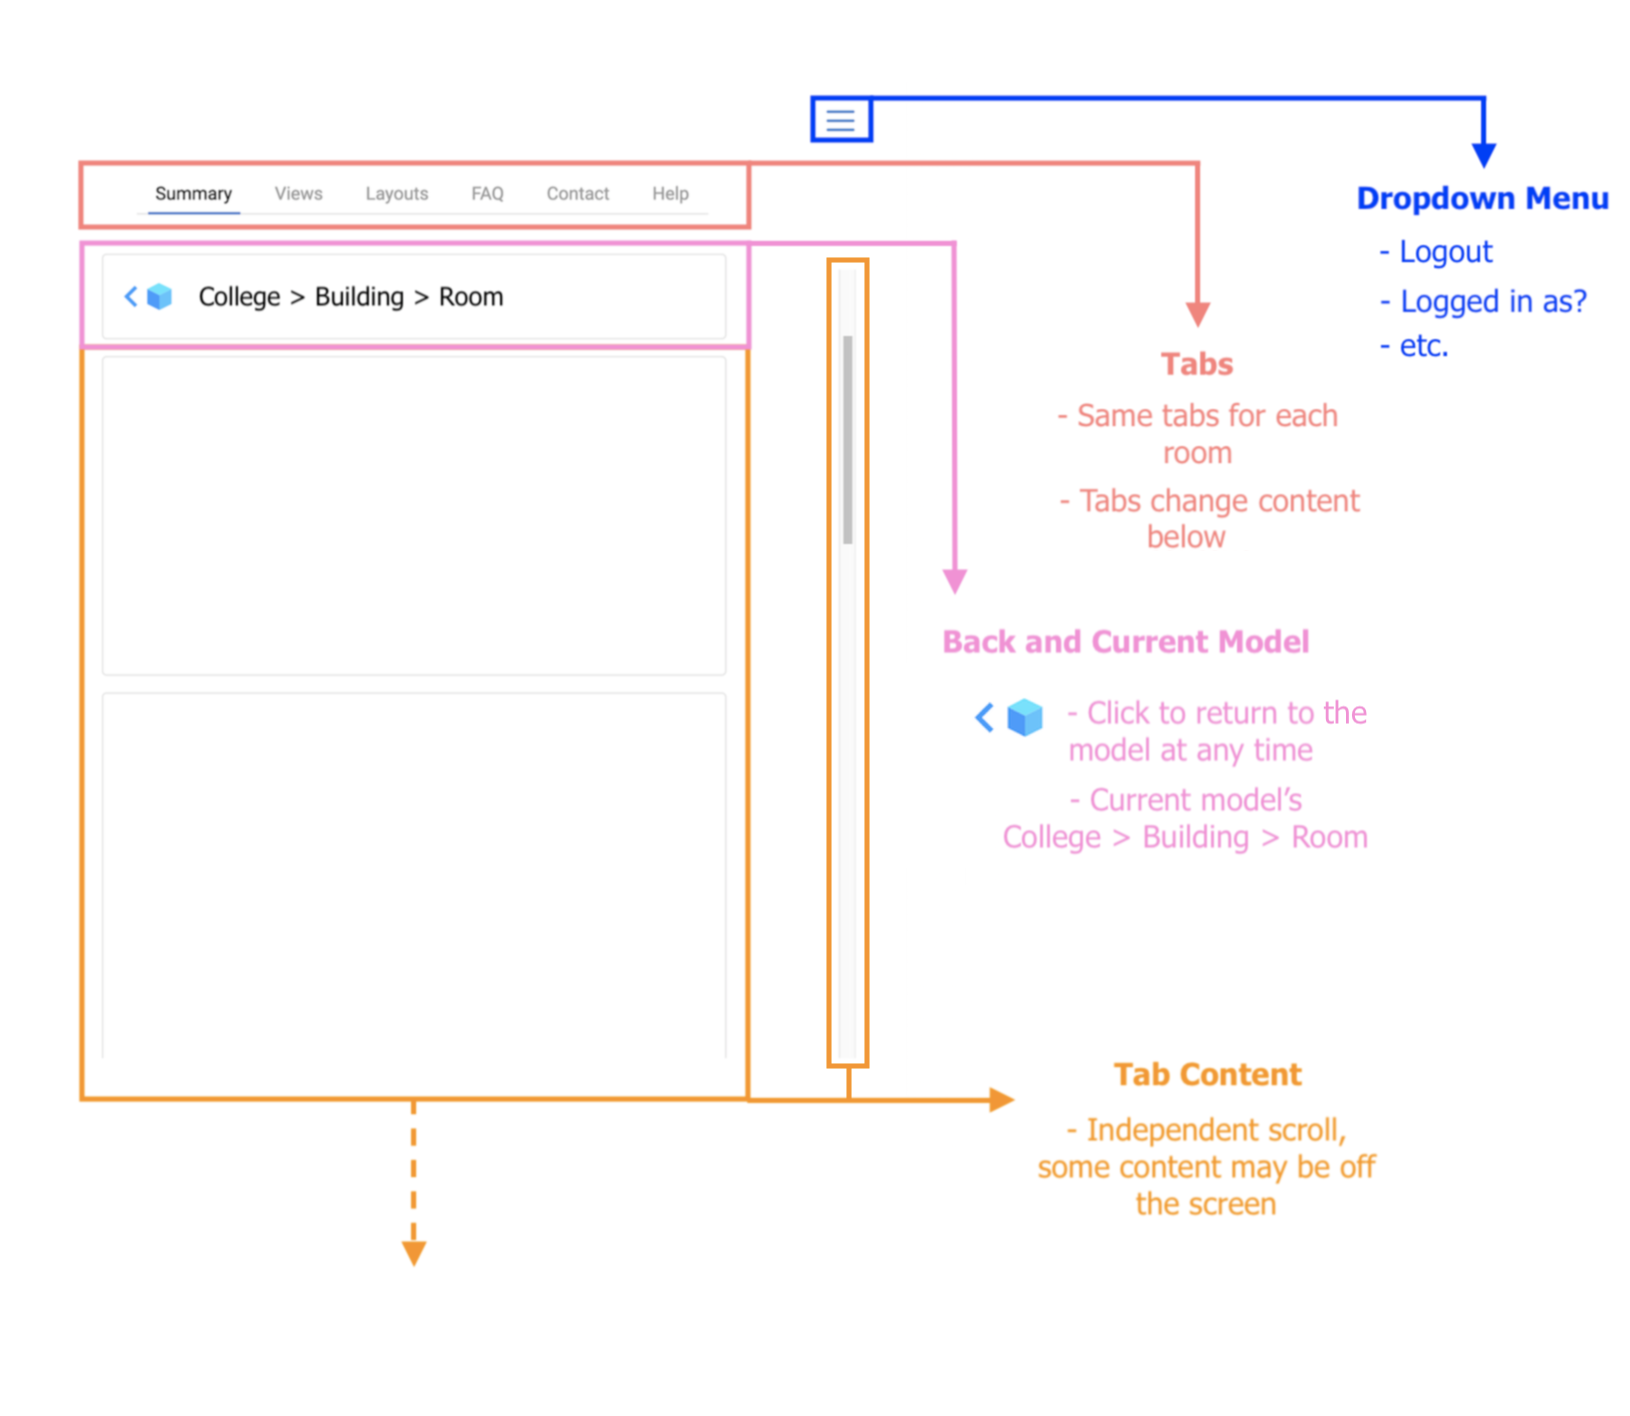 Summary Views Layouts FAQ Contact Help
College > Building > Room
Dropdown Menu
- Logout
- Logged in as?
- etc.
Tabs
- Same tabs for each
room
- Tabs change content
below
Back and Current Model
- Click to return to the
model at any time
- Current model’s
College > Building > Room
Tab Content
- Independent scroll,
some content may be off
the screen